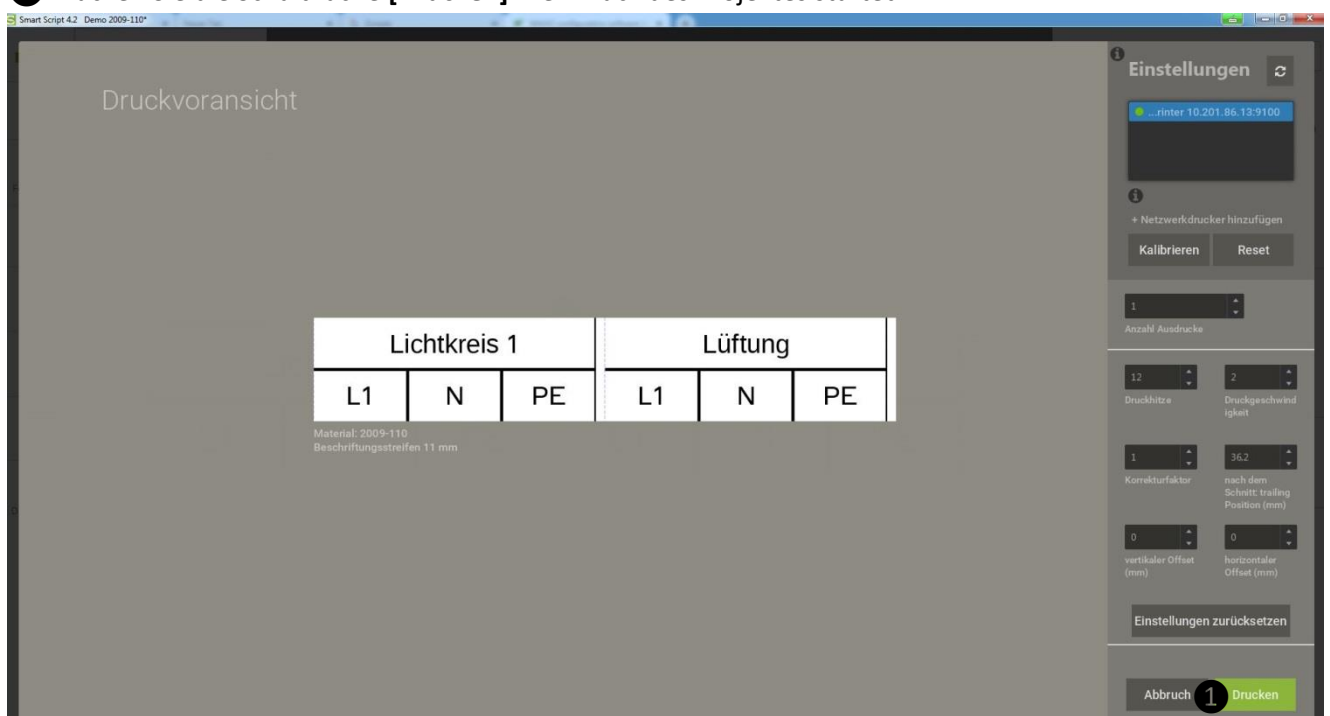 Smart Script 4.2 Demo 2009-110*
Druckvoransicht
Lichtkreis 1 Lüftung
L1 N PE L1 N PE
Material: 2009-110
Beschriftungsstreifen 11 mm
Einstellungen
...rinter 10.201.86.13:9100
+ Netzwerkdrucker hinzufügen
Kalibrieren Reset
1
Anzahl Ausdrucke
12 2
Druckhitze Druckgeschwind
igkeit
1 36.2
Korrekturfaktor nach dem
Schnitt: trailing
Position (mm)
0 0
vertikaler Offset horizontaler
(mm) Offset (mm)
Einstellungen zurücksetzen
Abbruch 1 Drucken